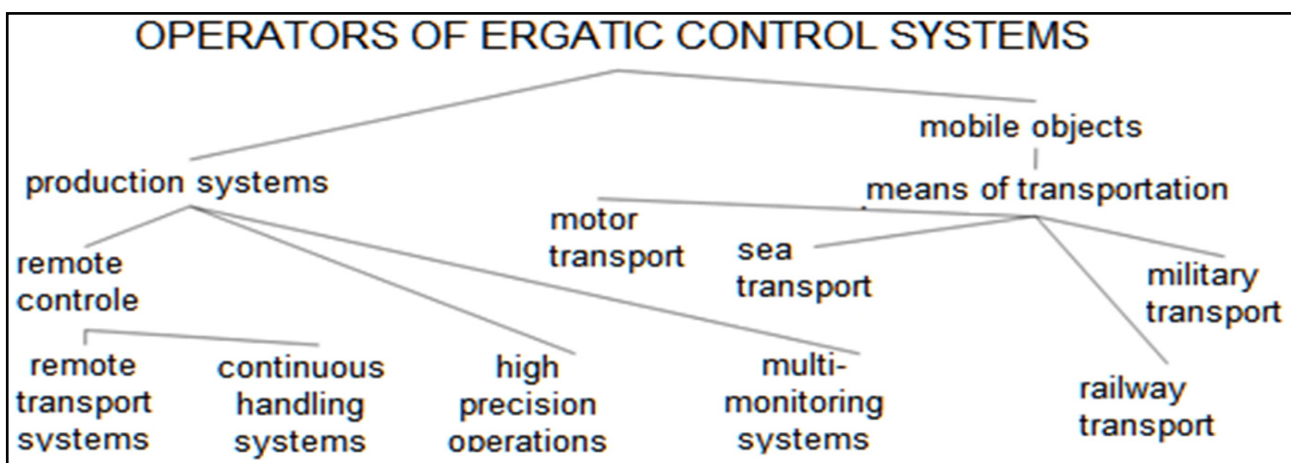 OPERATORS OF ERGATIC CONTROL SYSTEMS
mobile objects
production systems
means of transportation
motor
transport
sea
transport
military
transport
remote
controle
remote
transport
systems
continuous
handling
systems
high
precision
operations
multi-
monitoring
systems
railway
transport